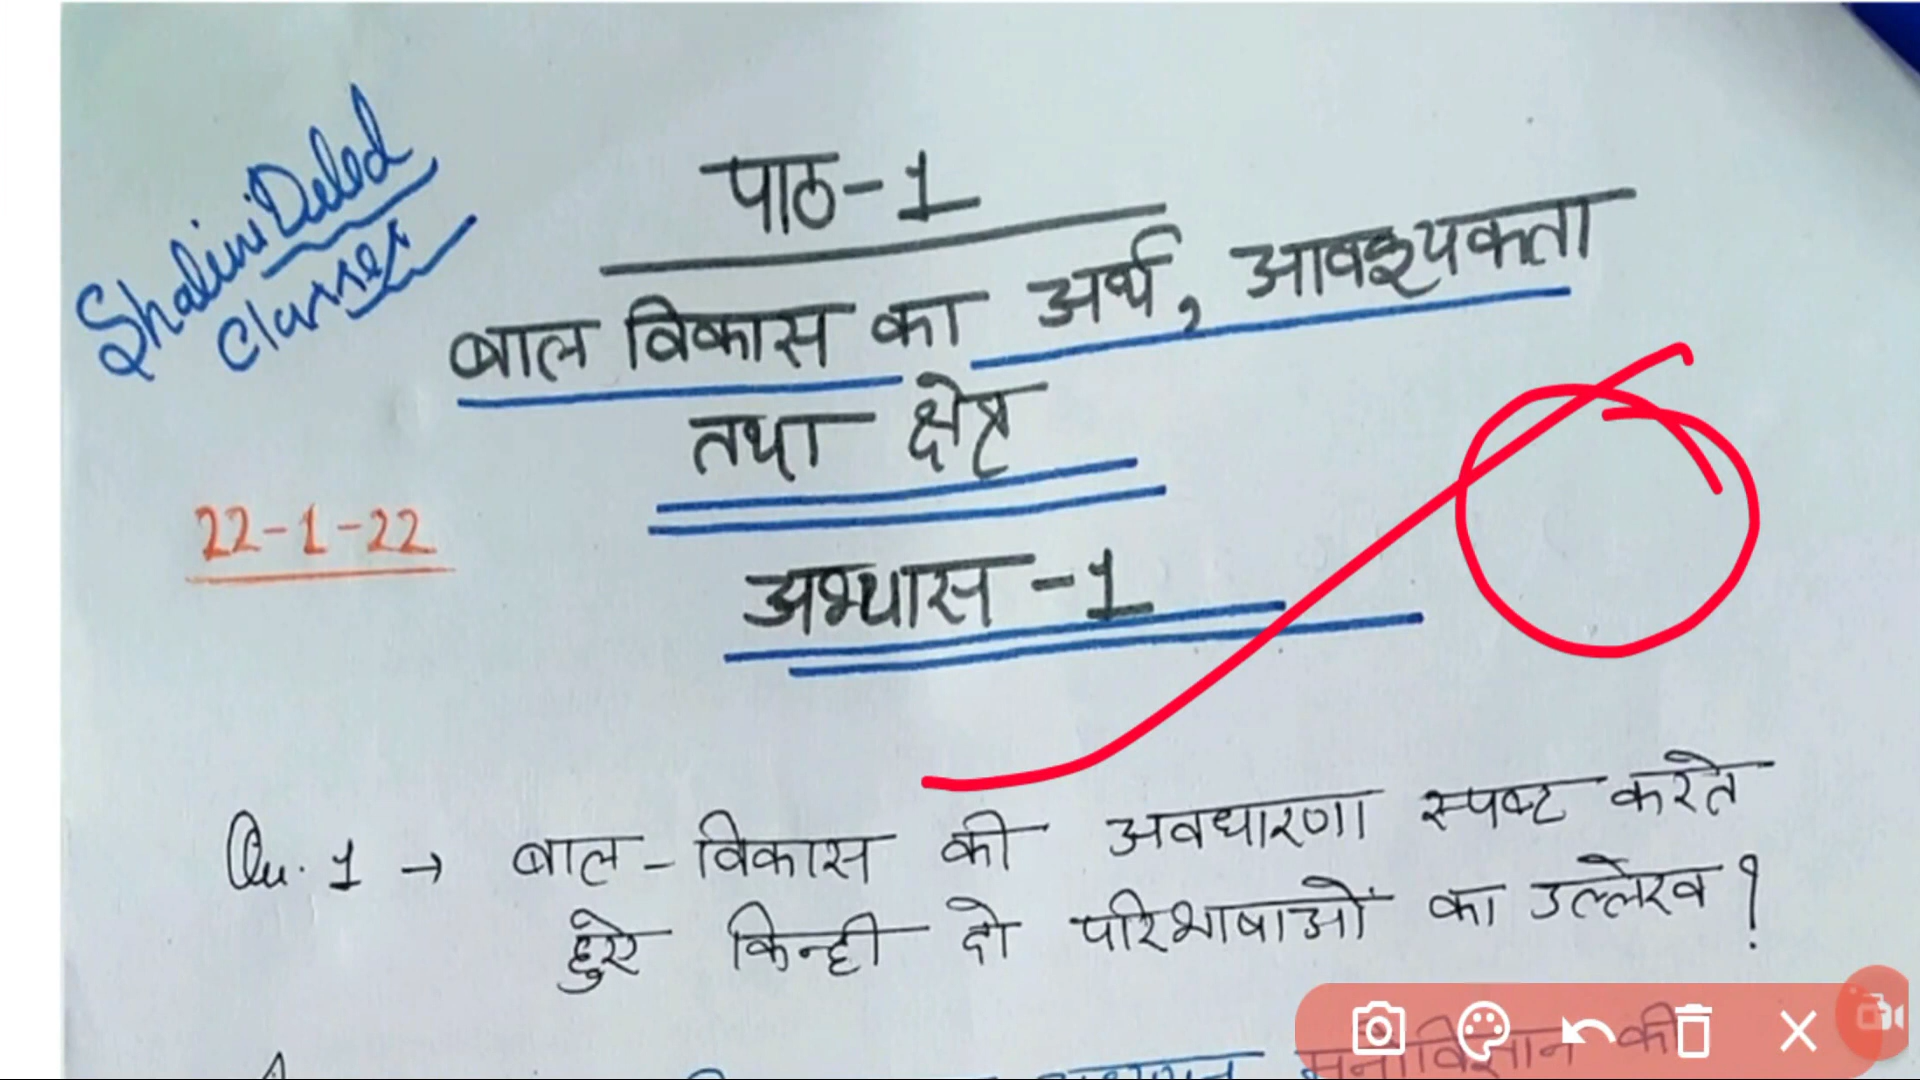 Shalini Deled
Classes
पाठ-1
बाल विकास का अर्थ, आवश्यकता
तथा क्षेत्र
22-1-22
अभ्यास-1
Qu. 1 → बाल-विकास की अवधारणा स्पष्ट करते
हुए किन्ही दो परिभाषाओं का उल्लेख?
मनोविज्ञान की